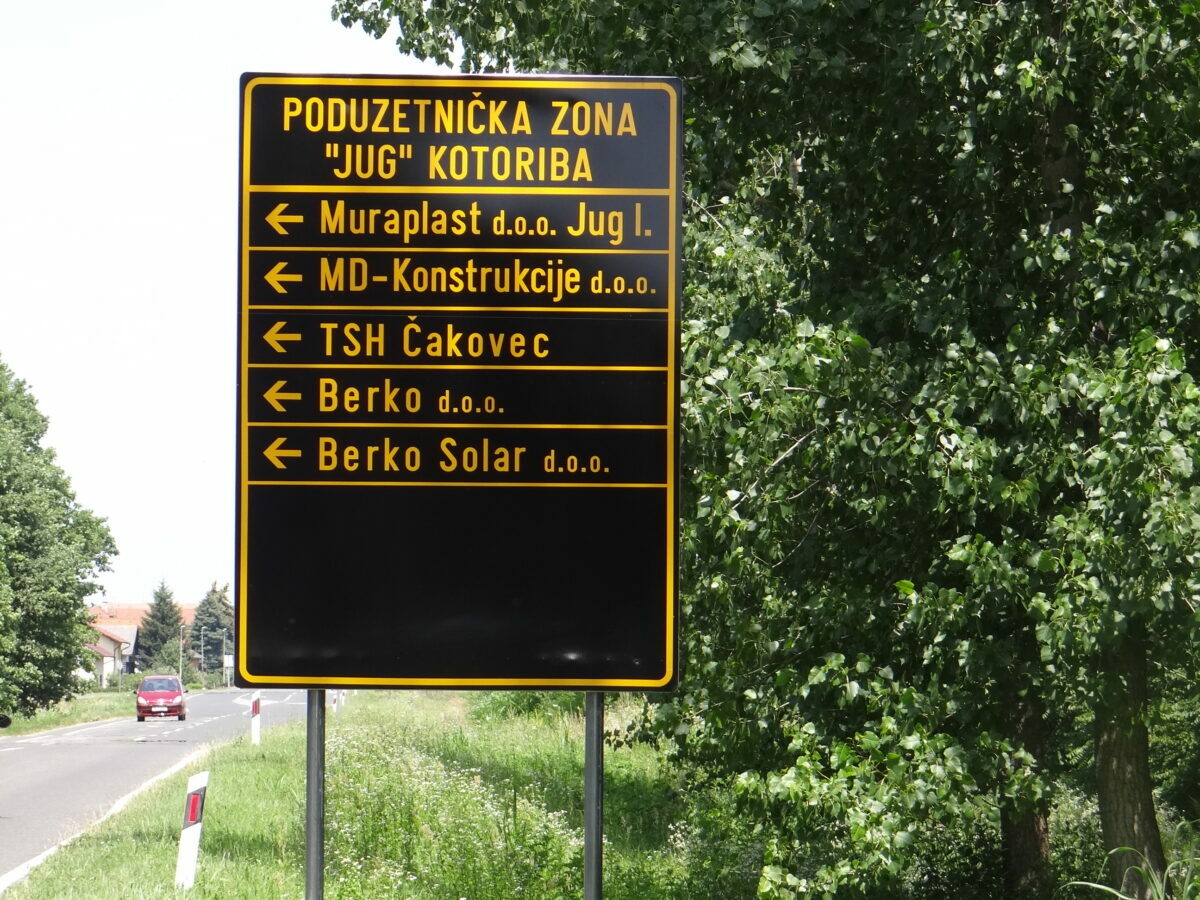 PODUZETNIČKA ZONA
"JUG" KOTORIBA
Muraplast d.o.o. Jug I.
MD-Konstrukcije d.o.o.
TSH Čakovec
Berko d.o.o.
Berko Solar d.o.o.